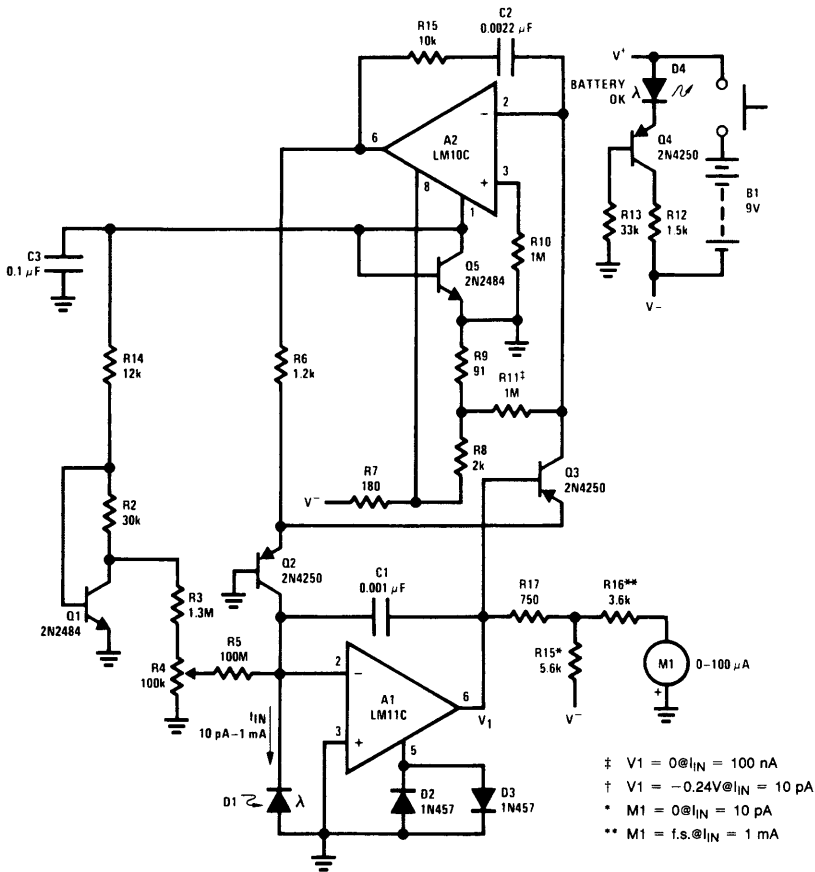 R15
10k
C2
0.0022 μF
A2
LM10C
2
6
3
8
1
V+
D4
BATTERY
OK
λ
Q4
2N4250
B1
9V
R13
33k
R12
1.5k
V−
C3
0.1 μF
Q5
2N2484
R10
1M
R14
12k
R6
1.2k
R9
91
R11‡
1M
R8
2k
R7
180
V−
Q3
2N4250
R2
30k
Q2
2N4250
C1
0.001 μF
Q1
2N2484
R3
1.3M
R17
750
R16**
3.6k
R4
100k
R5
100M
R15*
5.6k
M1
+
0–100 μA
2
A1
LM11C
6
V1
V−
IIN
10 pA–1 mA
3
5
D1
λ
D2
1N457
D3
1N457
‡ V1 = 0@IIN = 100 nA
† V1 = −0.24V@IIN = 10 pA
* M1 = 0@IIN = 10 pA
** M1 = f.s.@IIN = 1 mA